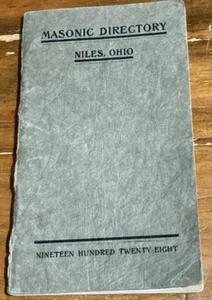 MASONIC DIRECTORY
NILES, OHIO
NINETEEN HUNDRED TWENTY-EIGHT